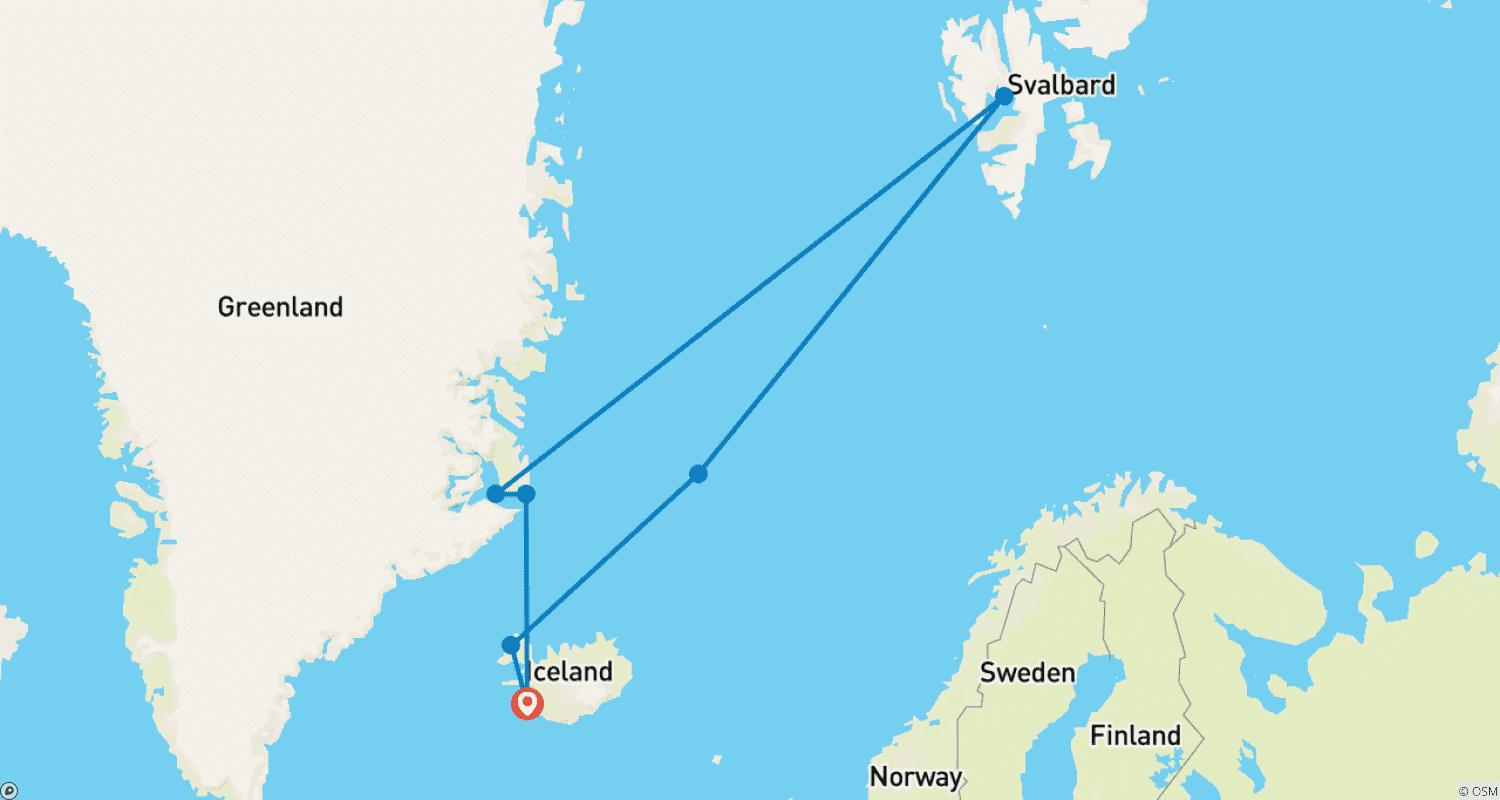 Svalbard
Greenland
Iceland
Sweden
Finland
Norway
© OSM